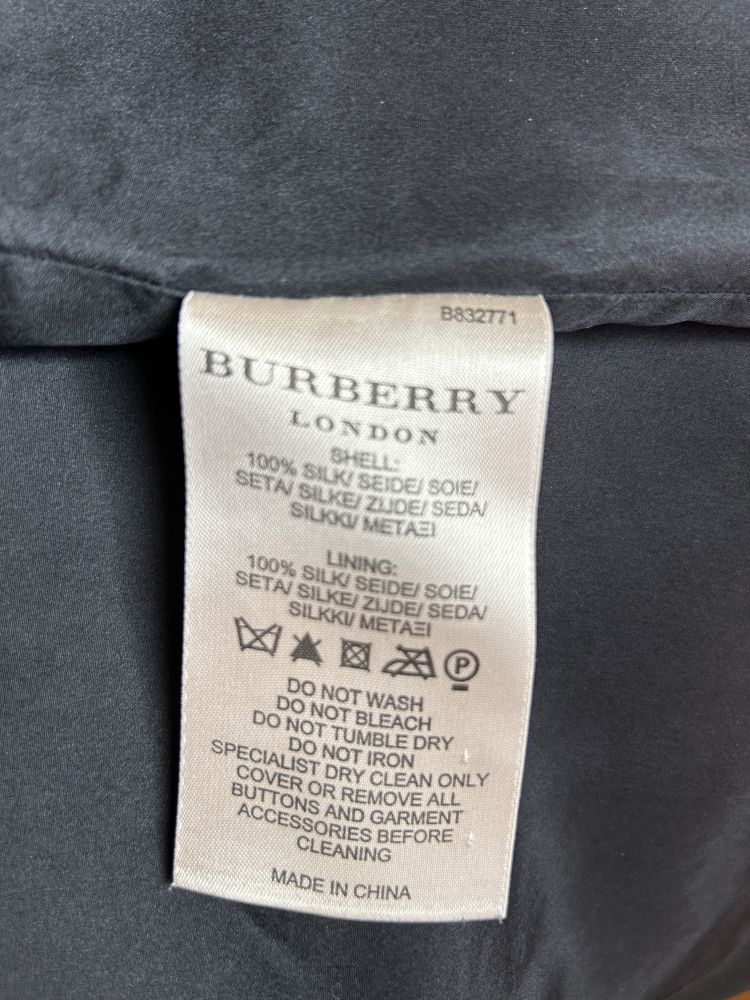 B832771
BURBERRY
LONDON
SHELL:
100% SILK/ SEIDE/ SOIE/
SETA/ SILKE/ ZIJDE/ SEDA/
SILKKI/ ΜΕΤΑΞΙ
LINING:
100% SILK/ SEIDE/ SOIE/
SETA/ SILKE/ ZIJDE/ SEDA/
SILKKI/ ΜΕΤΑΞΙ
P
DO NOT WASH
DO NOT BLEACH
DO NOT TUMBLE DRY
DO NOT IRON
SPECIALIST DRY CLEAN ONLY
COVER OR REMOVE ALL
BUTTONS AND GARMENT
ACCESSORIES BEFORE
CLEANING
MADE IN CHINA